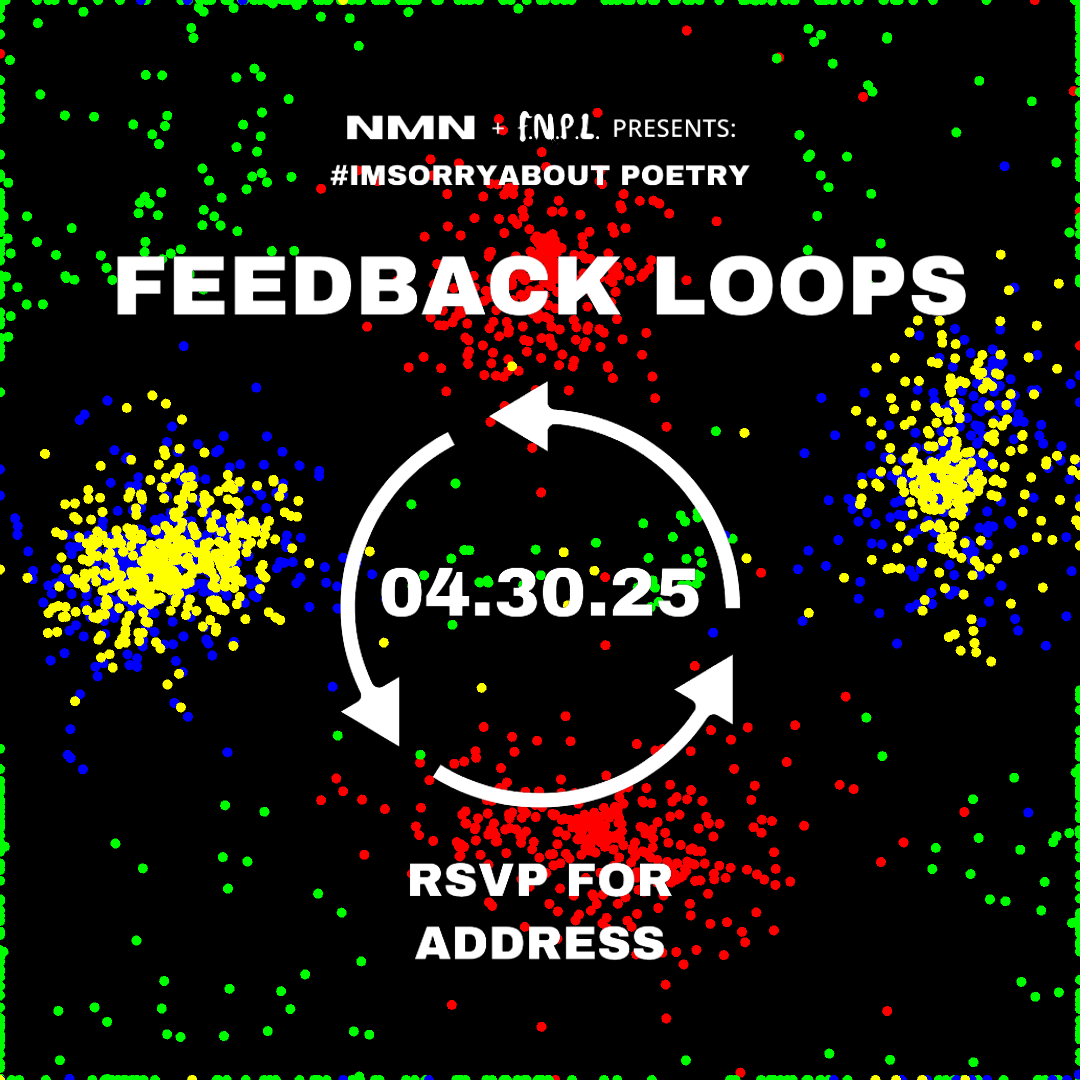 NMN + F.N.P.L. PRESENTS:
#IMSORRYABOUT POETRY
FEEDBACK LOOPS
04.30.25
RSVP FOR
ADDRESS